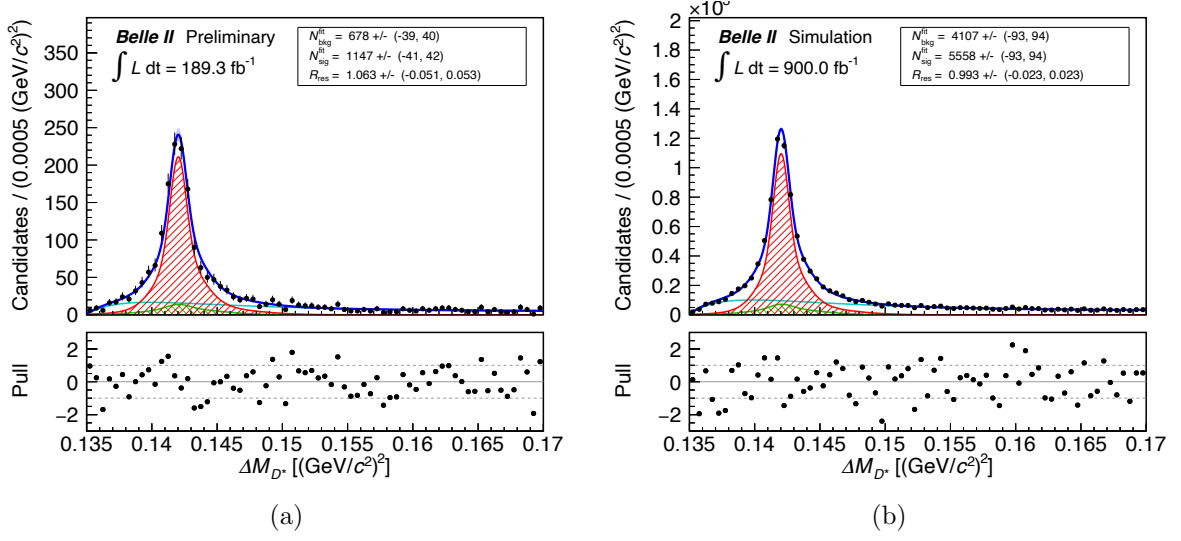 Belle II Preliminary
∫ L dt = 189.3 fb⁻¹
N^fit_bkg = 678 +/- (-39, 40)
N^fit_sig = 1147 +/- (-41, 42)
R_res = 1.063 +/- (-0.051, 0.053)
Candidates / (0.0005 (GeV/c²)²)
350
300
250
200
150
100
50
0
Pull
2
0
−2
0.135 0.14 0.145 0.15 0.155 0.16 0.165 0.17
ΔM_D* [(GeV/c²)²]
(a)
Belle II Simulation
∫ L dt = 900.0 fb⁻¹
N^fit_bkg = 4107 +/- (-93, 94)
N^fit_sig = 5558 +/- (-93, 94)
R_res = 0.993 +/- (-0.023, 0.023)
Candidates / (0.0005 (GeV/c²)²)
2
1.8
1.6
1.4
1.2
1
0.8
0.6
0.4
0.2
0
Pull
2
0
−2
0.135 0.14 0.145 0.15 0.155 0.16 0.165 0.17
ΔM_D* [(GeV/c²)²]
(b)